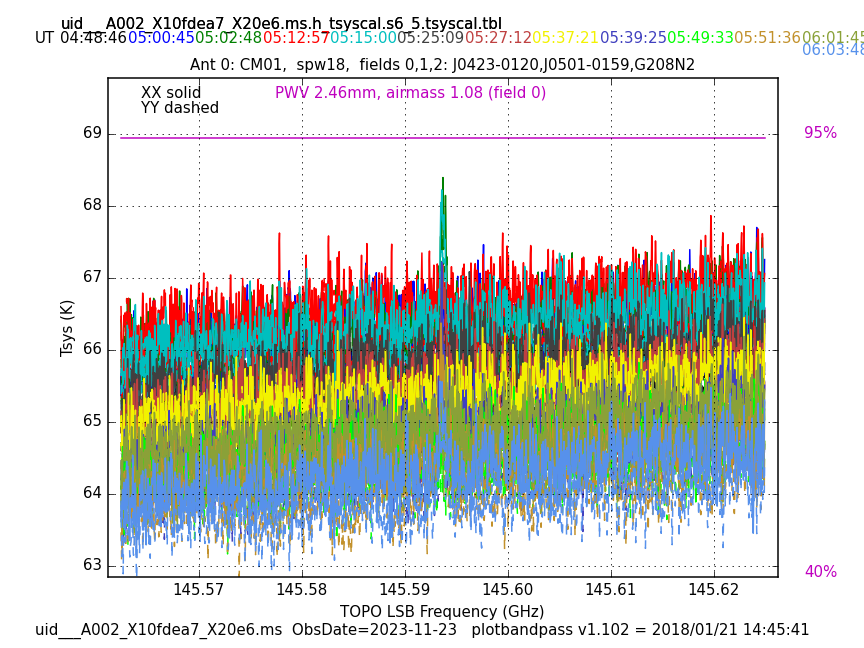 uid___A002_X10fdea7_X20e6.ms.h_tsyscal.s6_5.tsyscal.tbl
UT 04:48:46 05:00:45 05:02:48 05:12:57 05:15:00 05:25:09 05:27:12 05:37:21 05:39:25 05:49:33 05:51:36 06:01:45
06:03:48
Ant 0: CM01, spw18, fields 0,1,2: J0423-0120,J0501-0159,G208N2
XX solid PWV 2.46mm, airmass 1.08 (field 0)
YY dashed
69
95%
68
67
66
65
64
63
40%
Tsys (K)
145.57 145.58 145.59 145.60 145.61 145.62
TOPO LSB Frequency (GHz)
uid___A002_X10fdea7_X20e6.ms ObsDate=2023-11-23 plotbandpass v1.102 = 2018/01/21 14:45:41